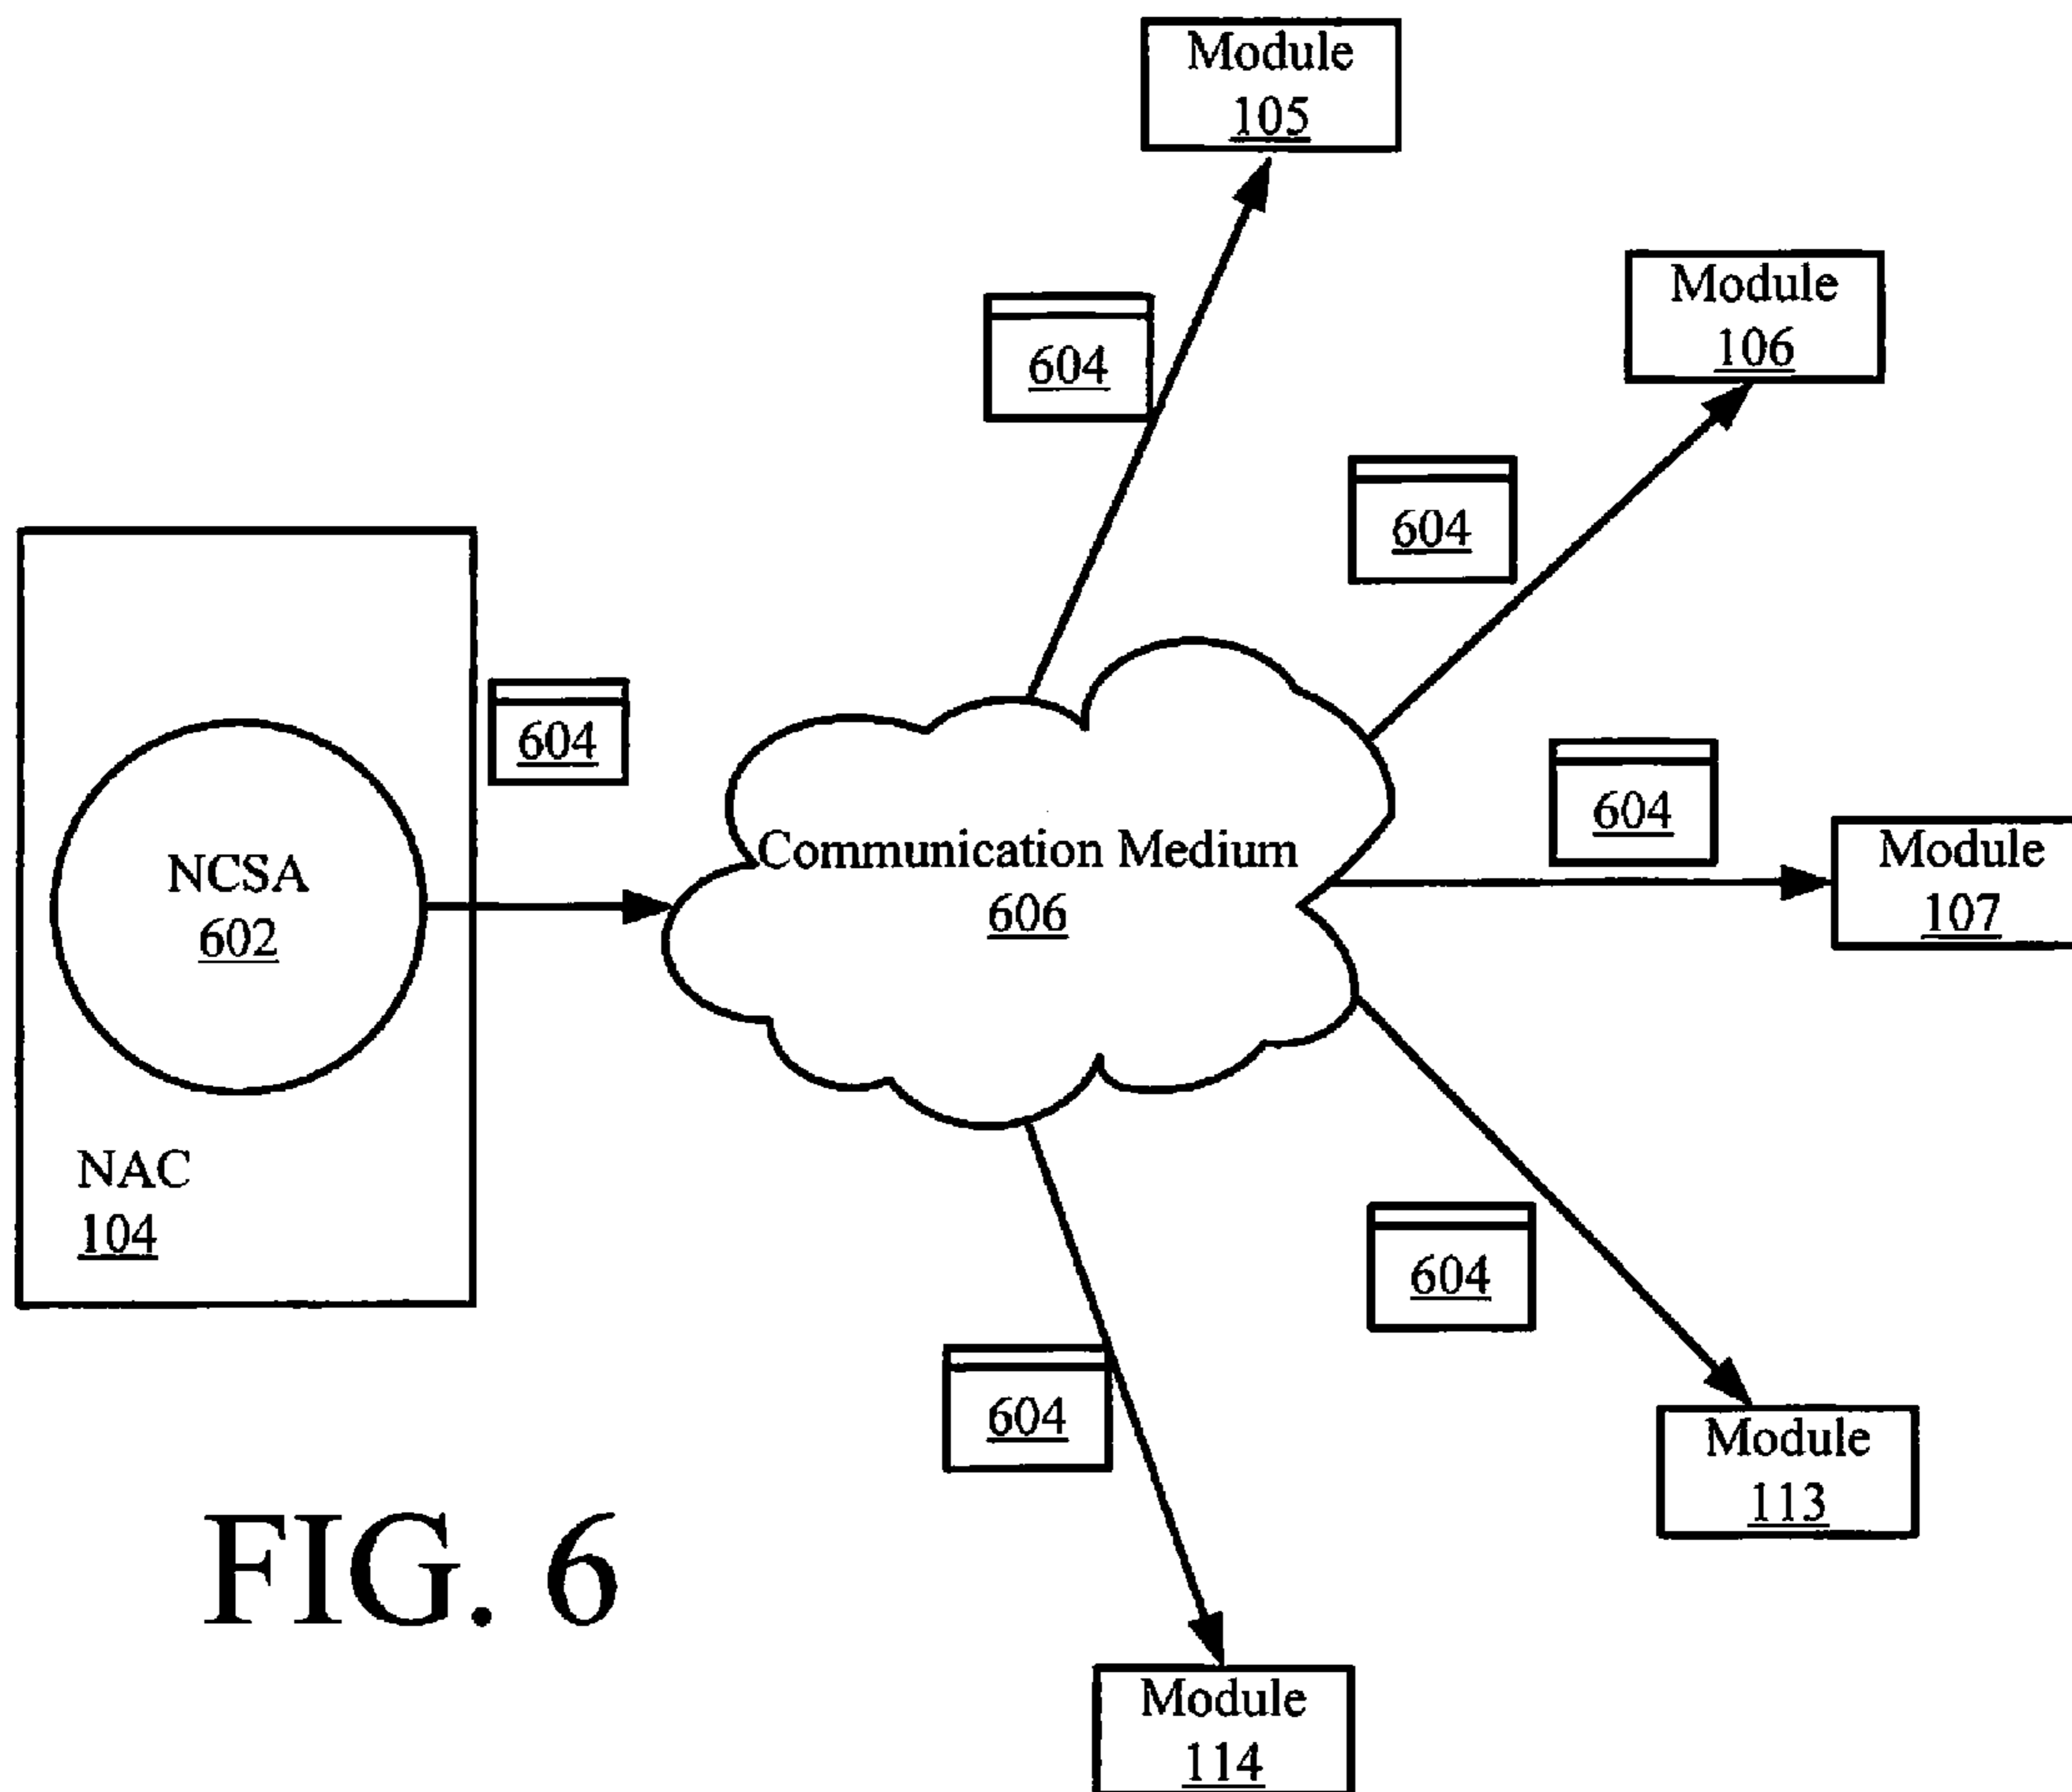 Module
105
604
Module
106
604
604
604
Module
107
NCSA
602
Communication Medium
606
NAC
104
604
604
Module
113
FIG. 6
Module
114